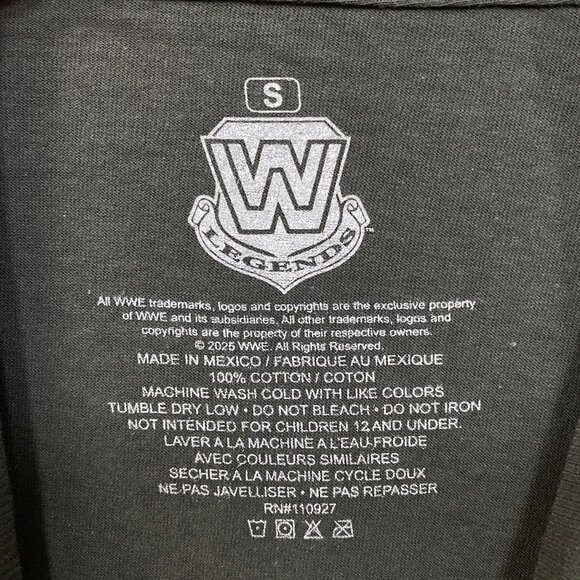 S
W
LEGENDS
™
All WWE trademarks, logos and copyrights are the exclusive property
of WWE and its subsidiaries. All other trademarks, logos and
copyrights are the property of their respective owners.
© 2025 WWE. All Rights Reserved.
MADE IN MEXICO / FABRIQUE AU MEXIQUE
100% COTTON / COTON
MACHINE WASH COLD WITH LIKE COLORS
TUMBLE DRY LOW • DO NOT BLEACH • DO NOT IRON
NOT INTENDED FOR CHILDREN 12 AND UNDER.
LAVER A LA MACHINE A L'EAU FROIDE
AVEC COULEURS SIMILAIRES
SECHER A LA MACHINE CYCLE DOUX
NE PAS JAVELLISER • NE PAS REPASSER
RN#110927